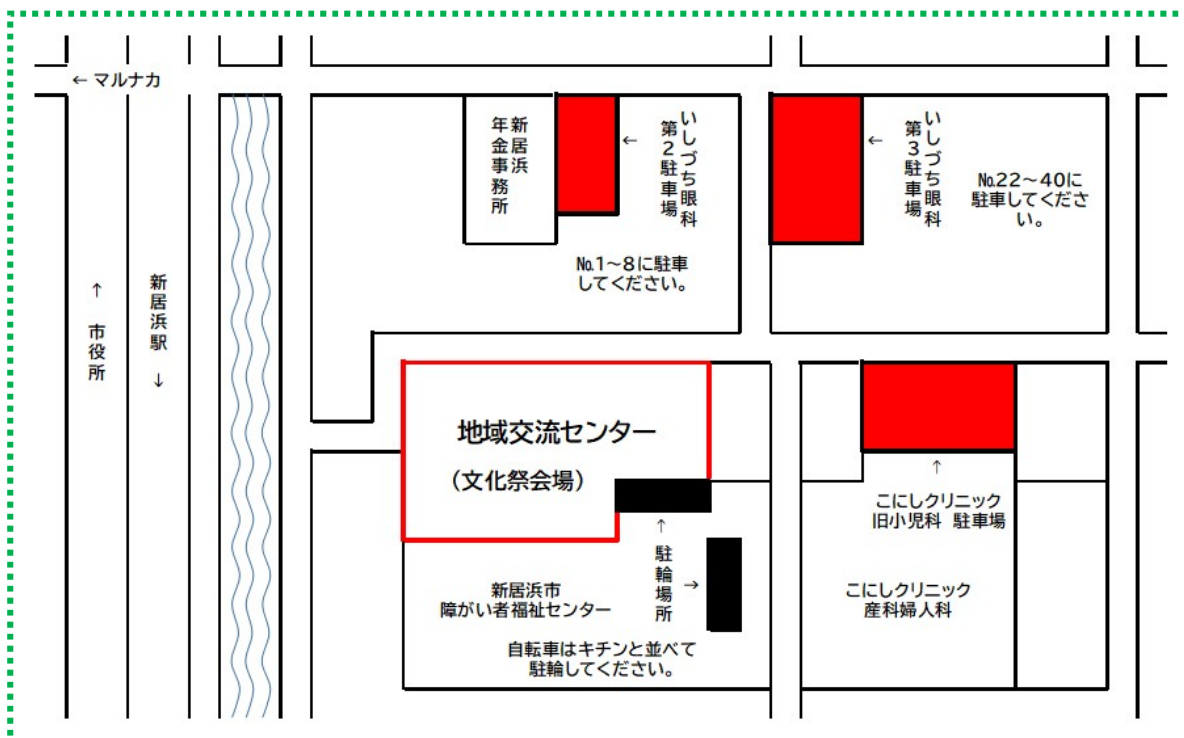 ← マルナカ
新居浜
年金事務所
←
いしづち眼科
第2駐車場
←
いしづち眼科
第3駐車場
№22～40に
駐車してくださ
い。
№1～8に駐車
してください。
↑ 市役所
新居浜駅 ↓
地域交流センター
（文化祭会場）
↑
駐輪場所
→
↑
こにしクリニック
旧小児科 駐車場
新居浜市
障がい者福祉センター
こにしクリニック
産科婦人科
自転車はキチンと並べて
駐輪してください。